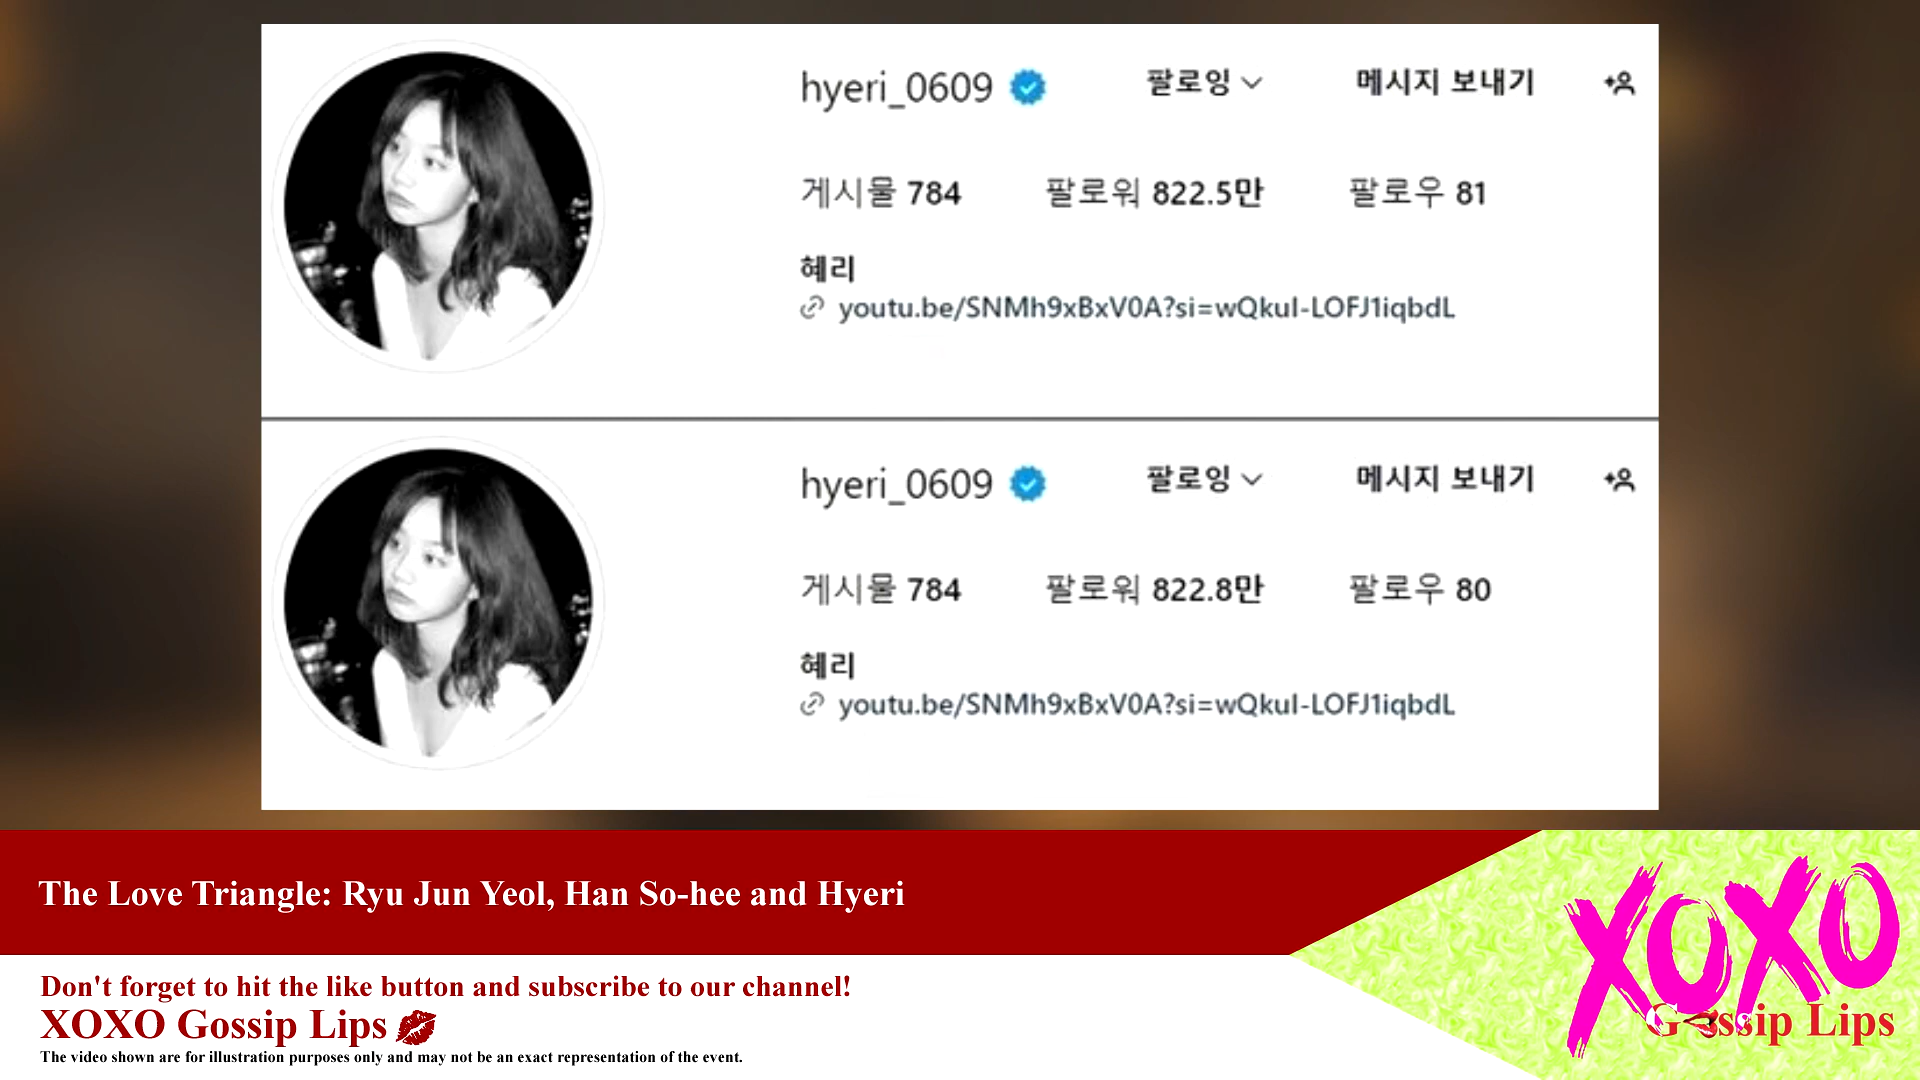 hyeri_0609 팔로잉 메시지 보내기
게시물 784 팔로워 822.5만 팔로우 81
혜리
youtu.be/SNMh9xBxV0A?si=wQkuI-LOFJ1iqbdL
hyeri_0609 팔로잉 메시지 보내기
게시물 784 팔로워 822.8만 팔로우 80
혜리
youtu.be/SNMh9xBxV0A?si=wQkuI-LOFJ1iqbdL
The Love Triangle: Ryu Jun Yeol, Han So-hee and Hyeri
Don't forget to hit the like button and subscribe to our channel!
XOXO Gossip Lips
The video shown are for illustration purposes only and may not be an exact representation of the event.
XOXO
Gossip Lips